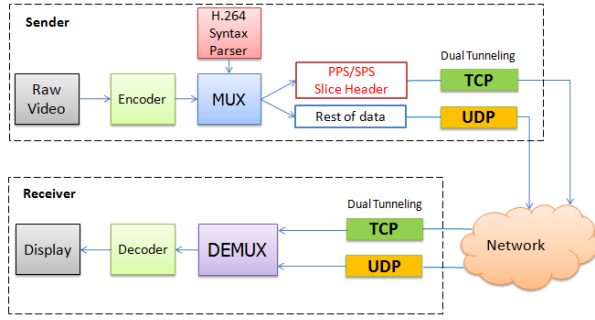 Sender
H.264
Syntax
Parser
Raw
Video
Encoder
MUX
PPS/SPS
Slice Header
Rest of data
Dual Tunneling
TCP
UDP
Receiver
Display
Decoder
DEMUX
Dual Tunneling
TCP
UDP
Network